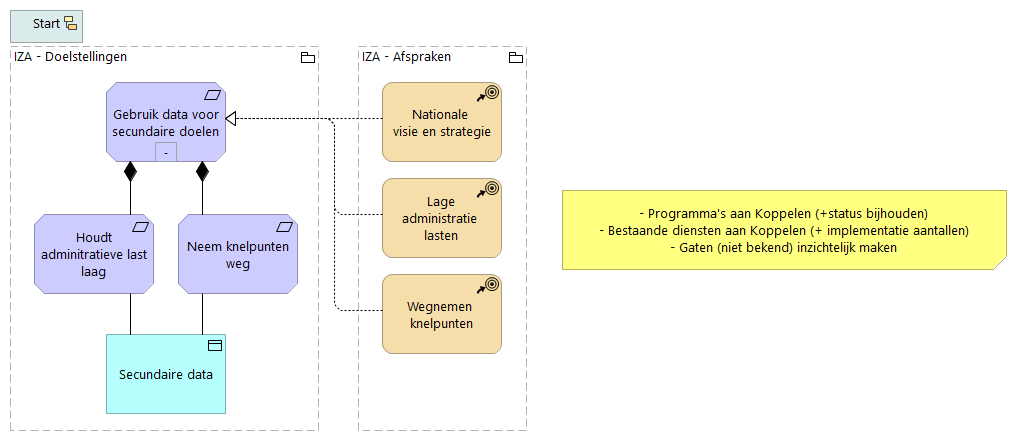 Start
IZA - Doelstellingen
IZA - Afspraken
Gebruik data voor
secundaire doelen
-
Nationale
visie en strategie
Lage
administratie
lasten
Houdt
adminitratieve last
laag
Neem knelpunten
weg
Wegnemen
knelpunten
Secundaire data
- Programma's aan Koppelen (+status bijhouden)
- Bestaande diensten aan Koppelen (+ implementatie aantallen)
- Gaten (niet bekend) inzichtelijk maken